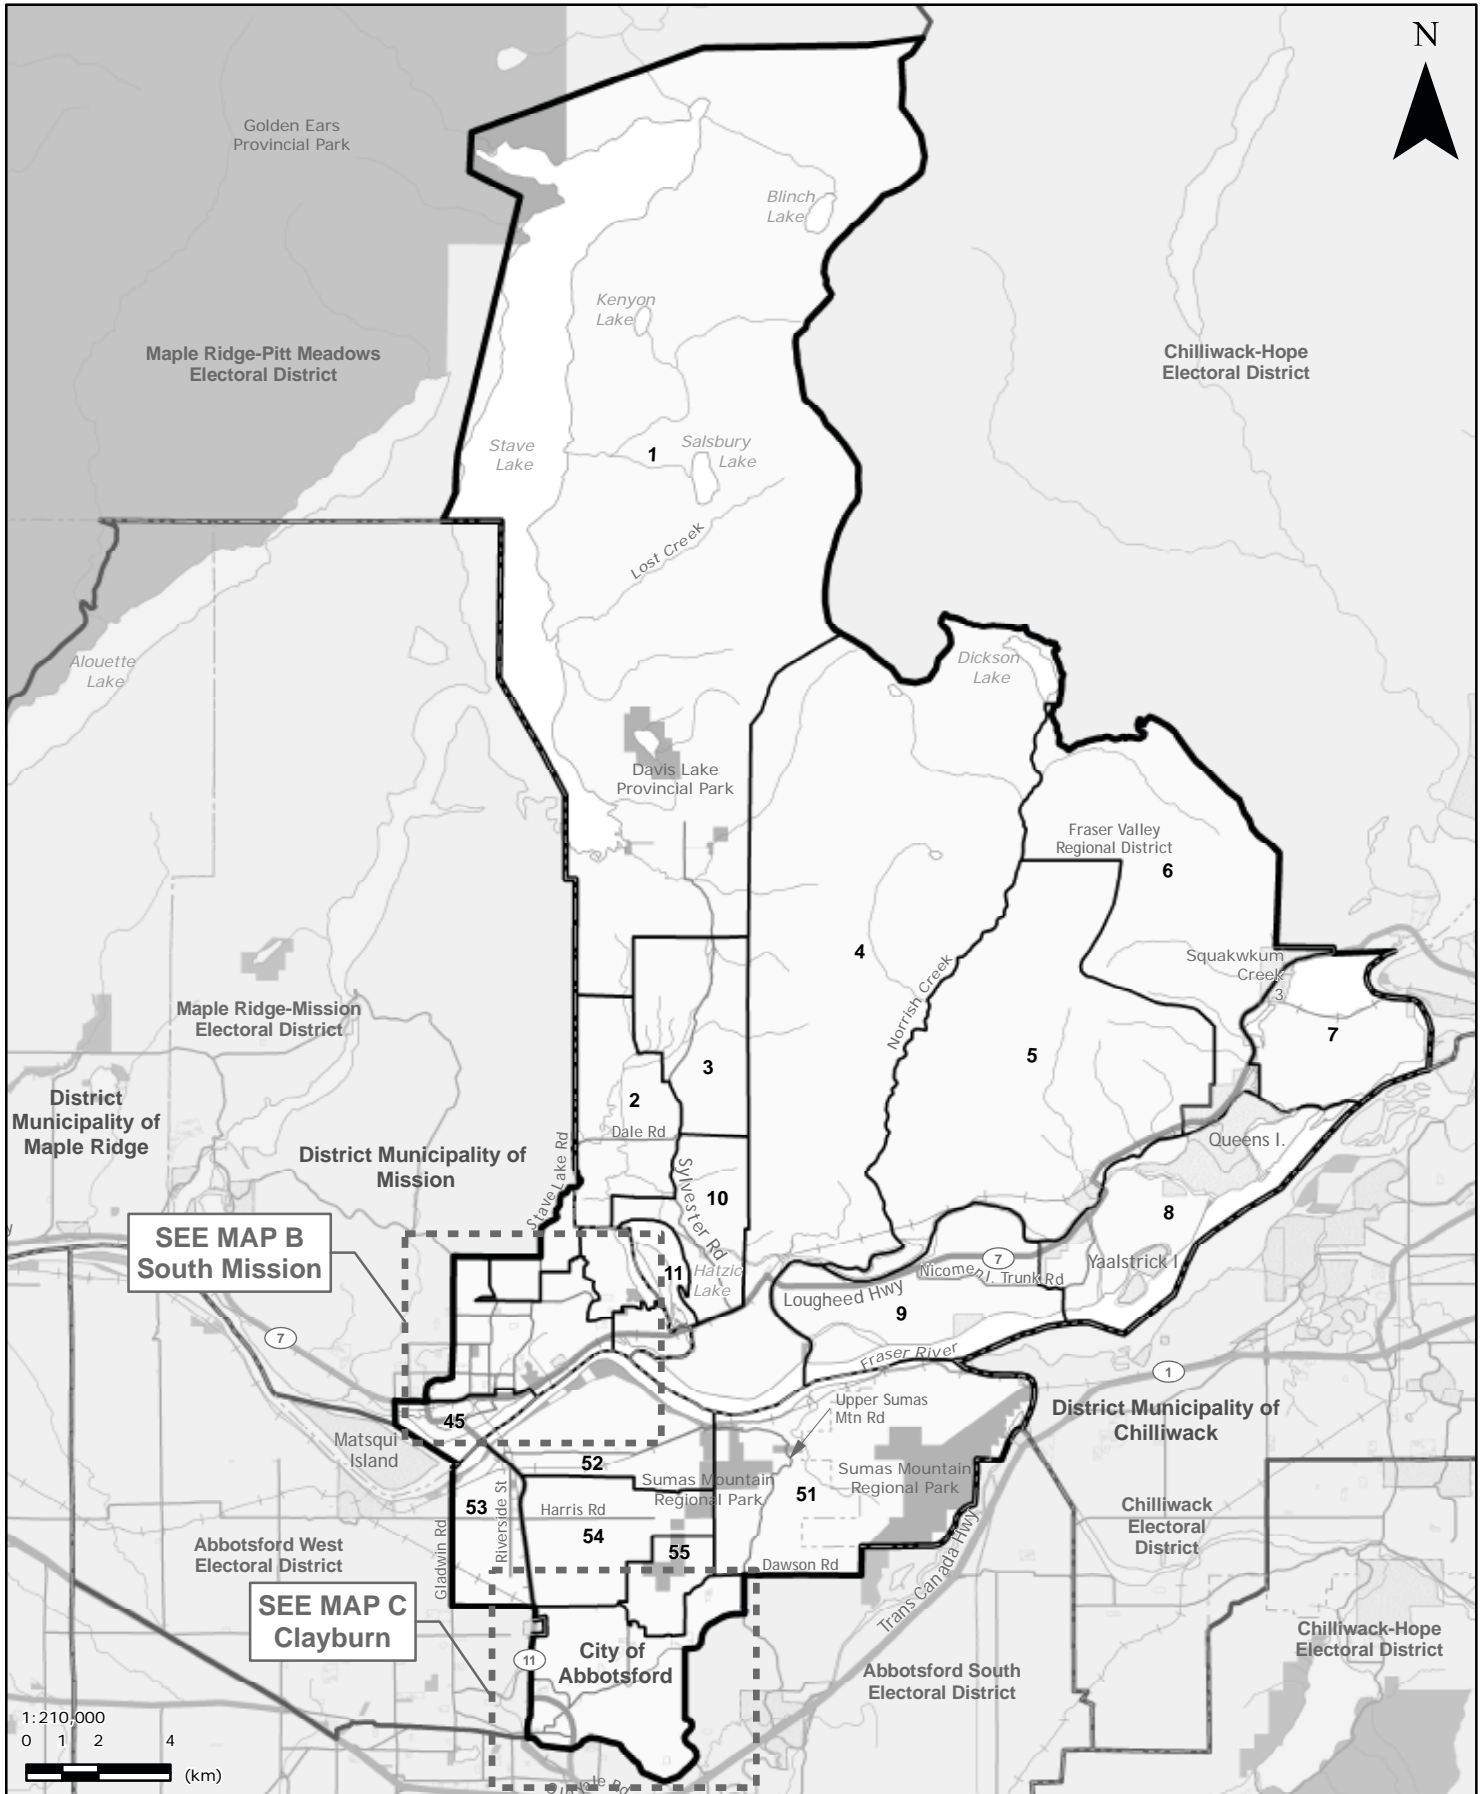 N
Golden Ears
Provincial Park
Blinch
Lake
Kenyon
Lake
Maple Ridge-Pitt Meadows
Electoral District
Chilliwack-Hope
Electoral District
Stave
Lake
1
Salsbury
Lake
Lost Creek
Alouette
Lake
Dickson
Lake
Davis Lake
Provincial Park
Fraser Valley
Regional District
6
4
Norrish Creek
Squakwkum
Creek
3
Maple Ridge-Mission
Electoral District
7
5
3
2
District
Municipality of
Maple Ridge
Dale Rd
Queens I.
District Municipality of
Mission
Stave Lake Rd
Sylvester Rd
10
8
SEE MAP B
South Mission
11
Hatzic
Lake
7
Nicomen I. Trunk Rd
Yaalstrick I
Lougheed Hwy
9
7
Fraser River
1
Upper Sumas
Mtn Rd
District Municipality of
Chilliwack
45
Matsqui
Island
52
Sumas Mountain
Regional Park
Sumas Mountain
Regional Park
51
53
Riverside St
Harris Rd
54
Chilliwack
Electoral
District
Gladwin Rd
Abbotsford West
Electoral District
55
Dawson Rd
Trans Canada Hwy
SEE MAP C
Clayburn
11
City of
Abbotsford
Chilliwack-Hope
Electoral District
Abbotsford South
Electoral District
1:210,000
0 1 2 4
(km)